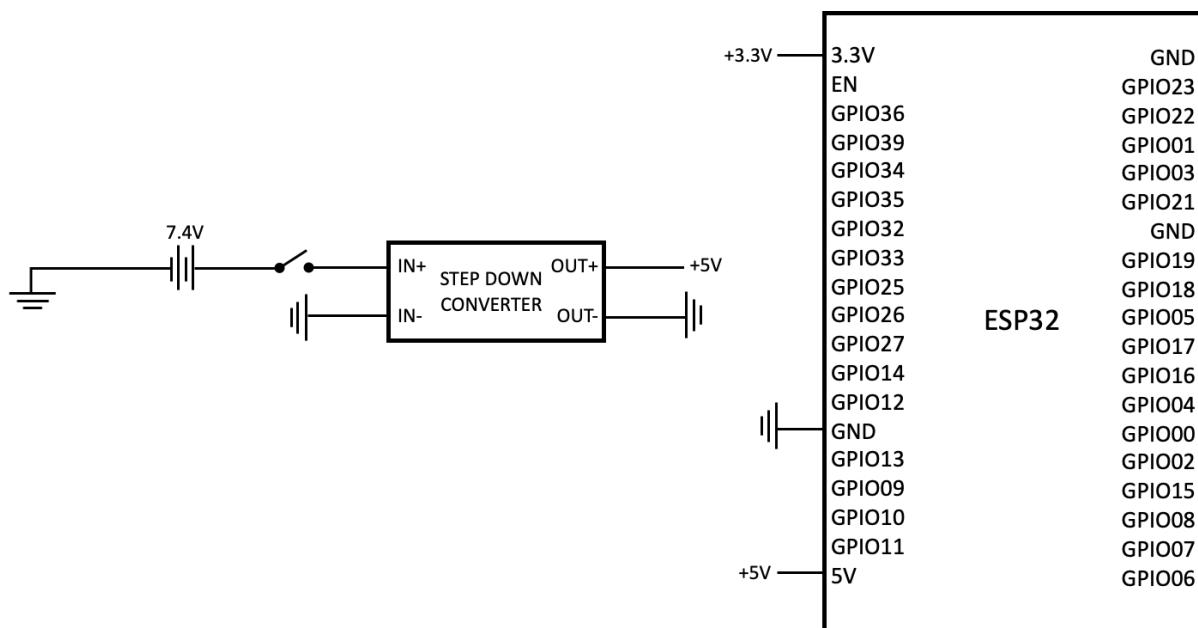 7.4V
IN+
IN-
STEP DOWN
CONVERTER
OUT+
OUT-
+5V
+3.3V
+5V
3.3V
EN
GPIO36
GPIO39
GPIO34
GPIO35
GPIO32
GPIO33
GPIO25
GPIO26
GPIO27
GPIO14
GPIO12
GND
GPIO13
GPIO09
GPIO10
GPIO11
5V
ESP32
GND
GPIO23
GPIO22
GPIO01
GPIO03
GPIO21
GND
GPIO19
GPIO18
GPIO05
GPIO17
GPIO16
GPIO04
GPIO00
GPIO02
GPIO15
GPIO08
GPIO07
GPIO06